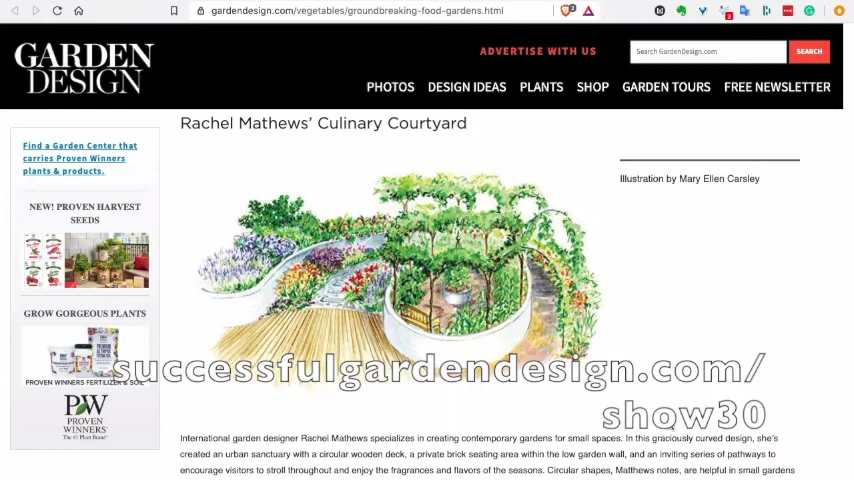 gardendesign.com/vegetables/groundbreaking-food-gardens.html
GARDEN
DESIGN
ADVERTISE WITH US
Search GardenDesign.com
SEARCH
PHOTOS DESIGN IDEAS PLANTS SHOP GARDEN TOURS FREE NEWSLETTER
Rachel Mathews' Culinary Courtyard
Find a Garden Center that
carries Proven Winners
plants & products.
NEW! PROVEN HARVEST
SEEDS
GROW GORGEOUS PLANTS
PROVEN WINNERS FERTILIZER & SOIL
PW
PROVEN
WINNERS
The #1 Plant Brand
Illustration by Mary Ellen Carsley
successfulgardendesign.com/
show30
International garden designer Rachel Mathews specializes in creating contemporary gardens for small spaces. In this graciously curved design, she's
created an urban sanctuary with a circular wooden deck, a private brick seating area within the low garden wall, and an inviting series of pathways to
encourage visitors to stroll throughout and enjoy the fragrances and flavors of the seasons. Circular shapes, Matthews notes, are helpful in small gardens